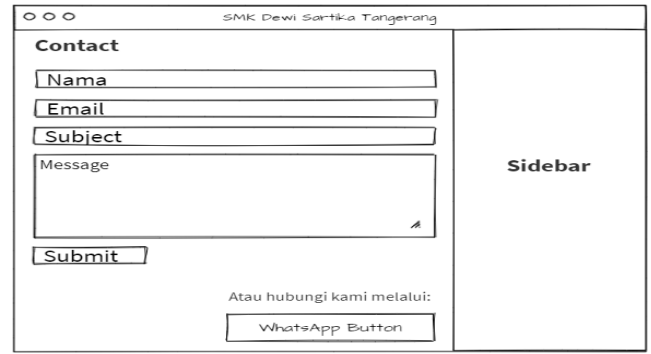 SMK Dewi Sartika Tangerang
Contact
Nama
Email
Subject
Message
Submit
Atau hubungi kami melalui:
WhatsApp Button
Sidebar